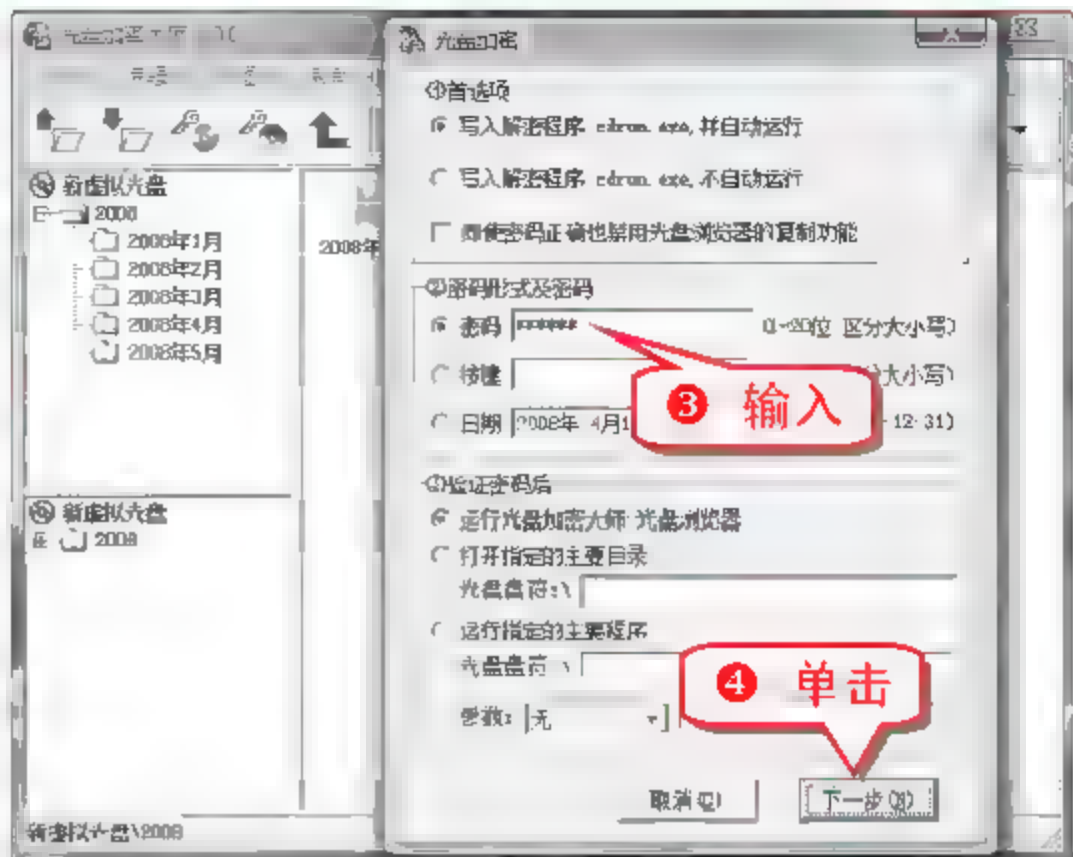 光盘加密
①首选项
写入解密程序 cdrun.exe,并自动运行
写入解密程序 cdrun.exe,不自动运行
即使密码正确也禁用光盘浏览器的复制功能
新虚拟光盘
2008
2008年1月
2008年2月
2008年3月
2008年4月
2008年5月
2008年
②密码形式及密码
密码 ****** 区分大小写)
❸ 输入
按键 分大小写)
日期 2008年 4月1 12-31)
验证密码后
运行光盘加密大师 光盘浏览器
打开指定的主要目录
光盘盘符:\
运行指定的主要程序
光盘盘符:\
❹ 单击
参数: 无
取消(C) 下一步(N)
新虚拟光盘
2008
新虚拟光盘\2008